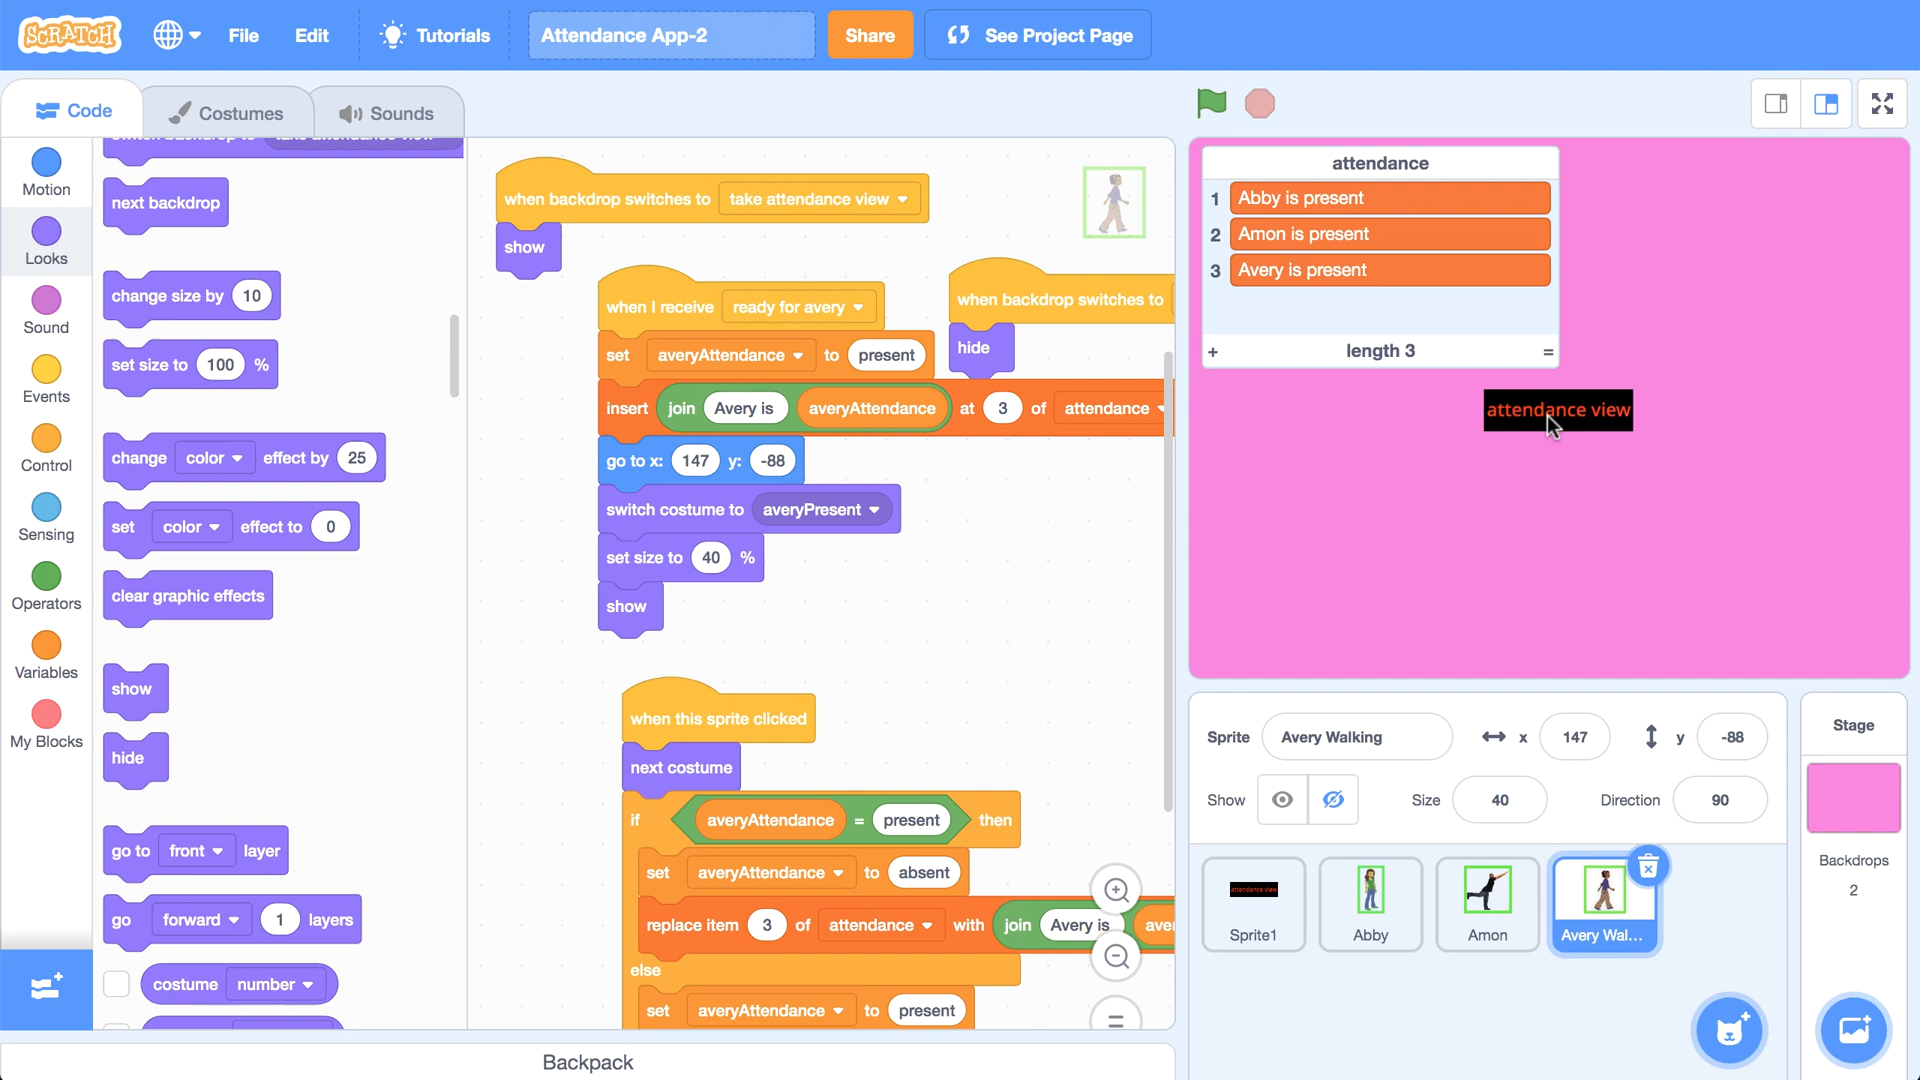 SCRATCH File Edit Tutorials Attendance App-2 Share See Project Page
Code Costumes Sounds
Motion
Looks
Sound
Events
Control
Sensing
Operators
Variables
My Blocks
next backdrop
change size by 10
set size to 100 %
change color effect by 25
set color effect to 0
clear graphic effects
show
hide
go to front layer
go forward 1 layers
costume number
when backdrop switches to take attendance view
show
when I receive ready for avery
set averyAttendance to present
insert join Avery is averyAttendance at 3 of attendance
go to x: 147 y: -88
switch costume to averyPresent
set size to 40 %
show
when backdrop switches to
hide
when this sprite clicked
next costume
if averyAttendance = present then
set averyAttendance to absent
replace item 3 of attendance with join Avery is
else
set averyAttendance to present
Backpack
attendance
1 Abby is present
2 Amon is present
3 Avery is present
+ length 3 =
attendance view
Sprite Avery Walking x 147 y -88
Show Size 40 Direction 90
attendance view
Sprite1 Abby Amon Avery Wal...
Stage
Backdrops
2